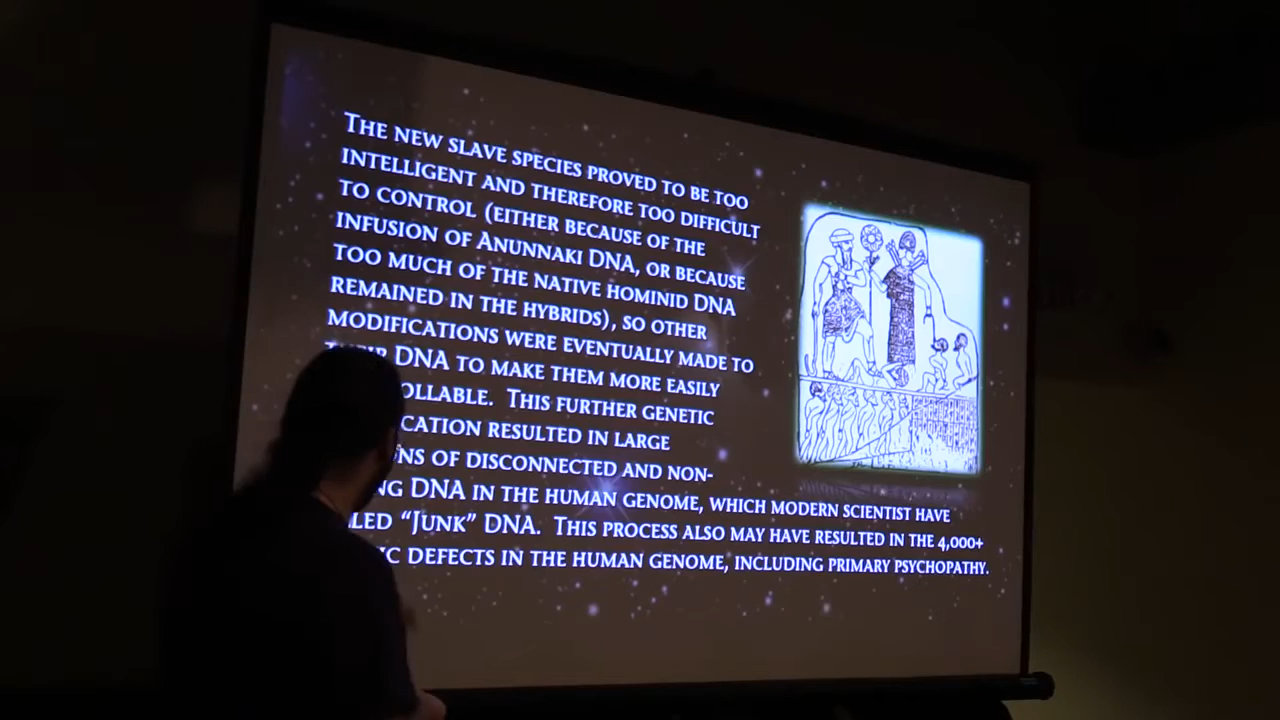 The new slave species proved to be too
intelligent and therefore too difficult
to control (either because of the
infusion of Anunnaki DNA, or because
too much of the native hominid DNA
remained in the hybrids), so other
modifications were eventually made to
their DNA to make them more easily
ollable. This further genetic
cation resulted in large
ns of disconnected and non-
ng DNA in the human genome, which modern scientist have
led “Junk” DNA. This process also may have resulted in the 4,000+
ic defects in the human genome, including primary psychopathy.